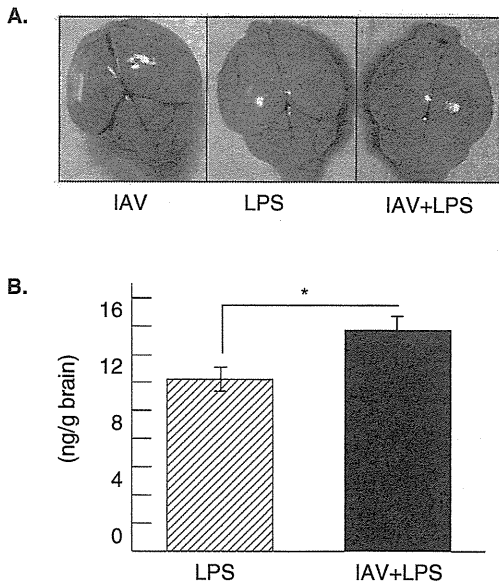 A.
IAV LPS IAV+LPS
B.
*
16
12
8
4
0
(ng/g brain)
LPS IAV+LPS